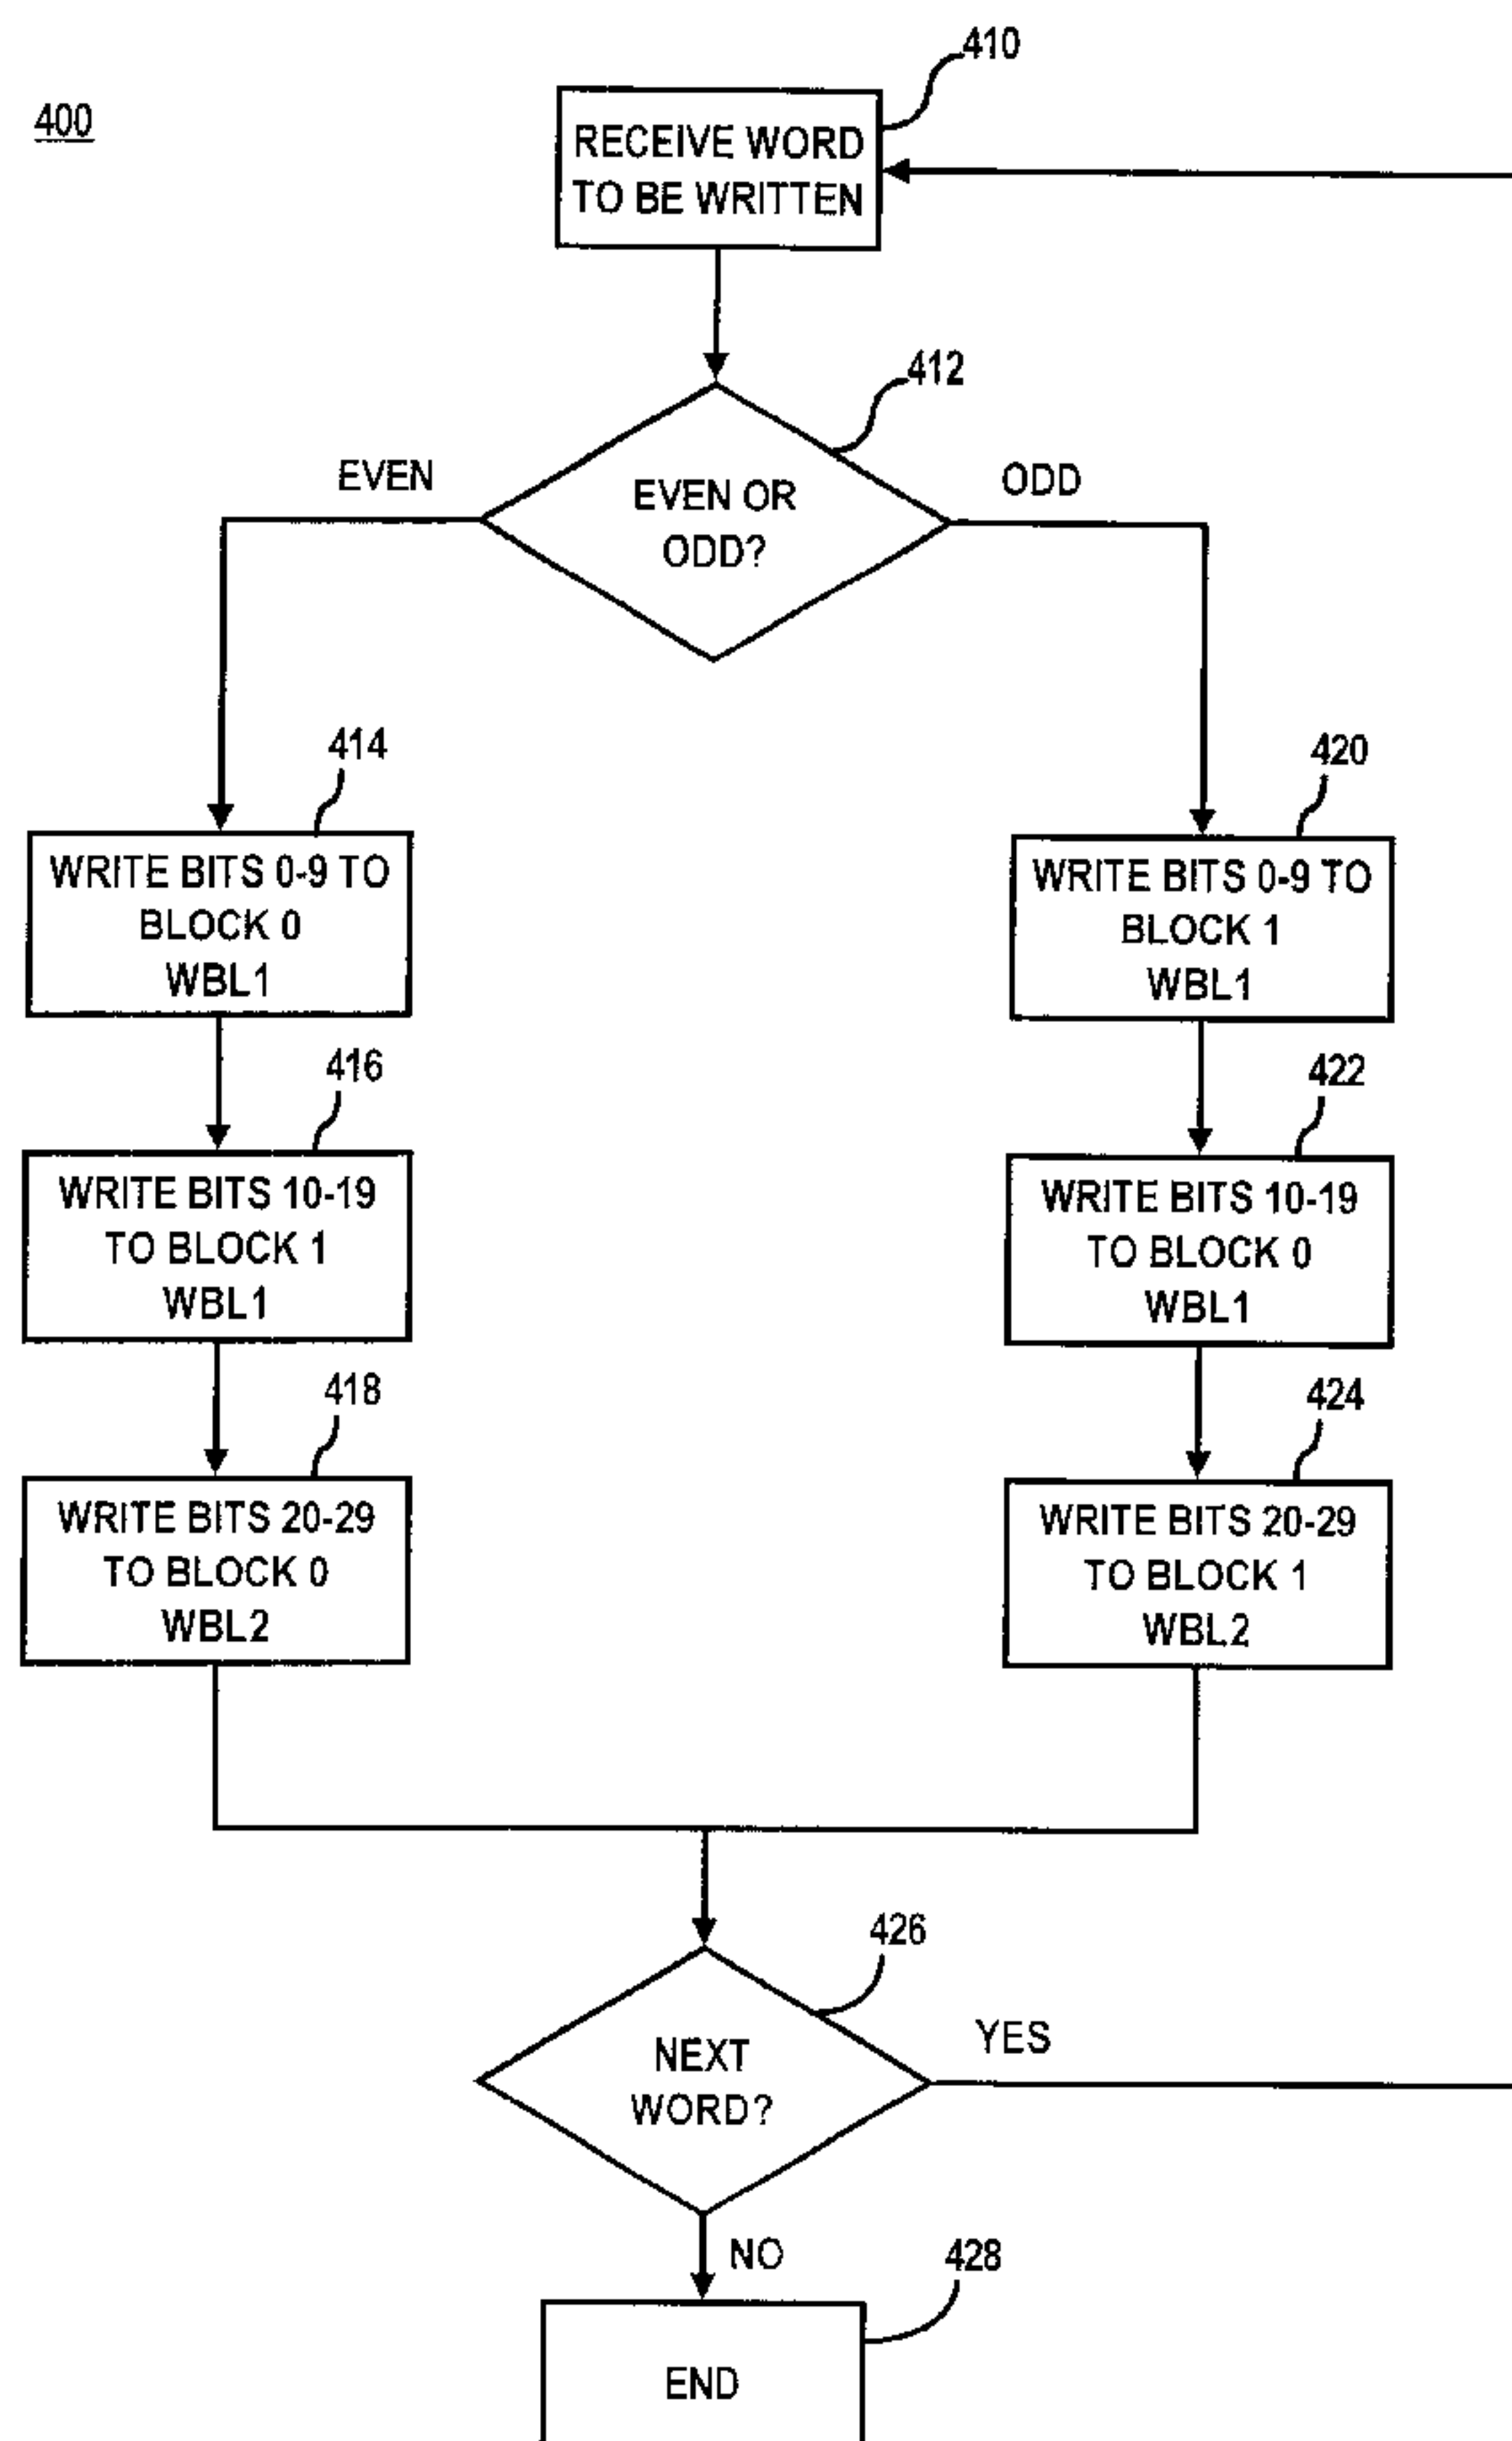 400
410
RECEIVE WORD
TO BE WRITTEN
412
EVEN
EVEN OR
ODD?
ODD
414
WRITE BITS 0-9 TO
BLOCK 0
WBL1
420
WRITE BITS 0-9 TO
BLOCK 1
WBL1
416
WRITE BITS 10-19
TO BLOCK 1
WBL1
422
WRITE BITS 10-19
TO BLOCK 0
WBL1
418
WRITE BITS 20-29
TO BLOCK 0
WBL2
424
WRITE BITS 20-29
TO BLOCK 1
WBL2
426
NEXT
WORD?
YES
NO
428
END